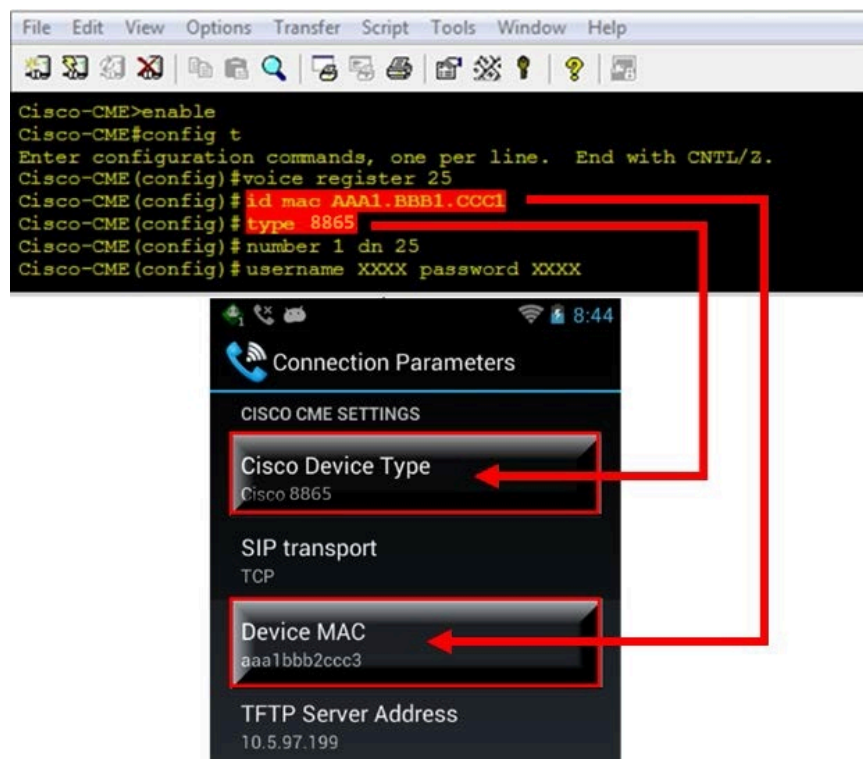 File Edit View Options Transfer Script Tools Window Help
Cisco-CME>enable
Cisco-CME#config t
Enter configuration commands, one per line. End with CNTL/Z.
Cisco-CME(config)#voice register 25
Cisco-CME(config)#id mac AAA1.BBB1.CCC1
Cisco-CME(config)#type 8865
Cisco-CME(config)#number 1 dn 25
Cisco-CME(config)#username XXXX password XXXX
1 8:44
Connection Parameters
CISCO CME SETTINGS
Cisco Device Type
Cisco 8865
SIP transport
TCP
Device MAC
aaa1bbb2ccc3
TFTP Server Address
10.5.97.199